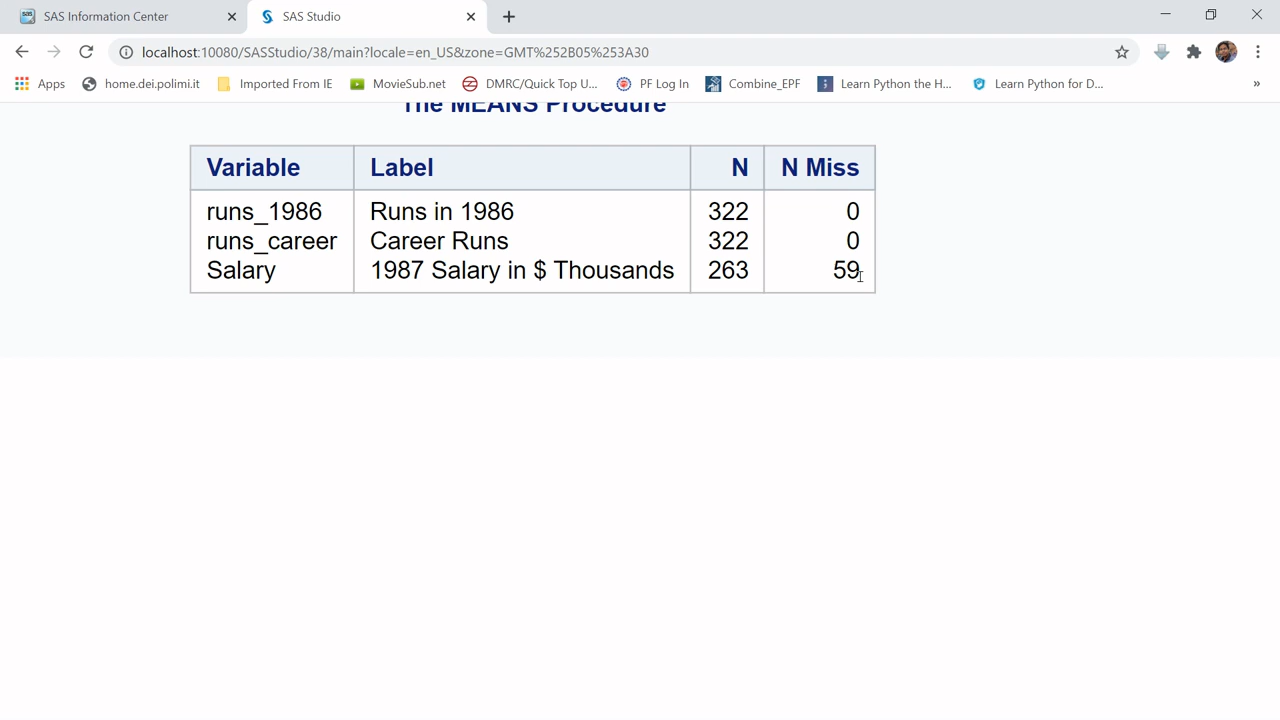 SAS Information Center
SAS Studio
localhost:10080/SASStudio/38/main?locale=en_US&zone=GMT%252B05%253A30
Apps home.dei.polimi.it Imported From IE MovieSub.net DMRC/Quick Top U... PF Log In Combine_EPF Learn Python the H... Learn Python for D... »
The MEANS Procedure
Variable Label N N Miss
runs_1986 Runs in 1986 322 0
runs_career Career Runs 322 0
Salary 1987 Salary in $ Thousands 263 59